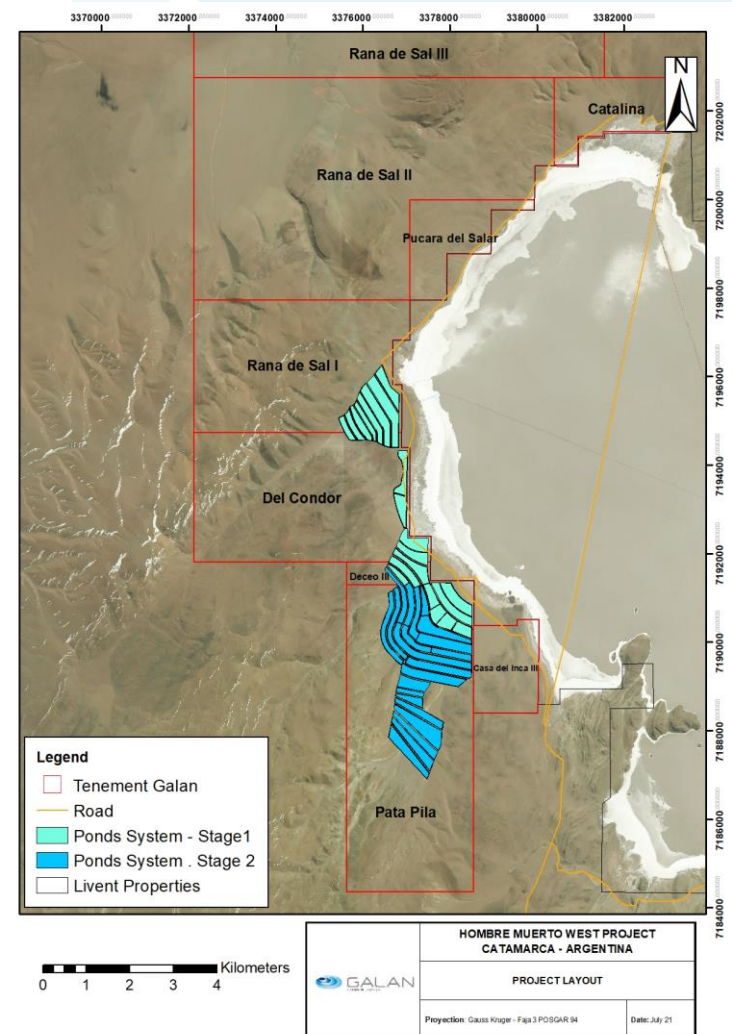 3370000 3372000 3374000 3376000 3378000 3380000 3382000
Rana de Sal III
N
Catalina
7202000
Rana de Sal II
7200000
Pucara del Salar
7198000
Rana de Sal I
7196000
Del Condor
7194000
7192000
Deceo III
7190000
Casa del Inca III
7188000
Legend
Tenement Galan
Road
Ponds System - Stage1
Ponds System . Stage 2
Livent Properties
Pata Pila
7186000
7184000
Kilometers
0 1 2 3 4
GALAN
HOMBRE MUERTO WEST PROJECT
CATAMARCA - ARGENTINA
PROJECT LAYOUT
Proyection: Gauss Kruger - Faja 3 POSGAR 94
Date: July 21